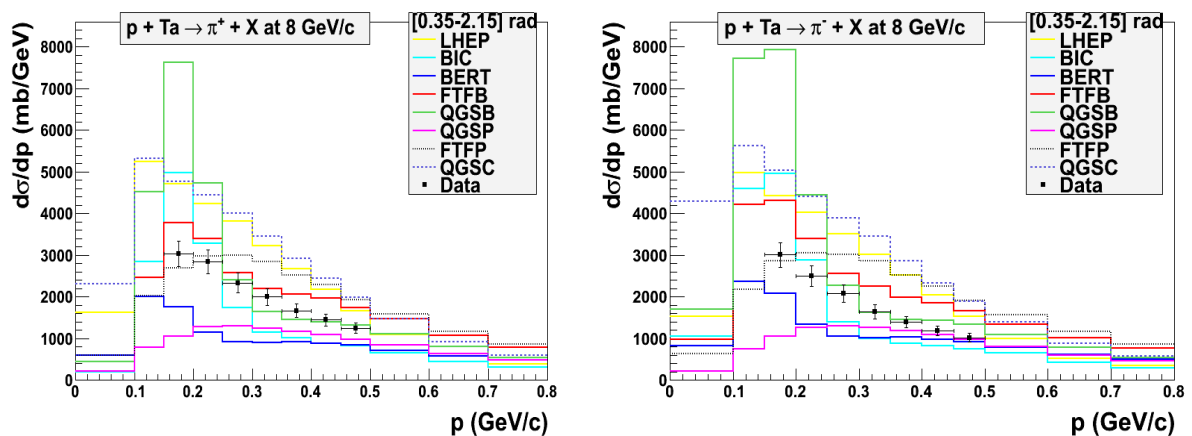 p + Ta → π⁺ + X at 8 GeV/c
[0.35-2.15] rad
LHEP
BIC
BERT
FTFB
QGSB
QGSP
FTFP
QGSC
Data
dσ/dp (mb/GeV)
8000
7000
6000
5000
4000
3000
2000
1000
0
0 0.1 0.2 0.3 0.4 0.5 0.6 0.7 0.8
p (GeV/c)
p + Ta → π⁻ + X at 8 GeV/c
[0.35-2.15] rad
LHEP
BIC
BERT
FTFB
QGSB
QGSP
FTFP
QGSC
Data
dσ/dp (mb/GeV)
8000
7000
6000
5000
4000
3000
2000
1000
0
0 0.1 0.2 0.3 0.4 0.5 0.6 0.7 0.8
p (GeV/c)